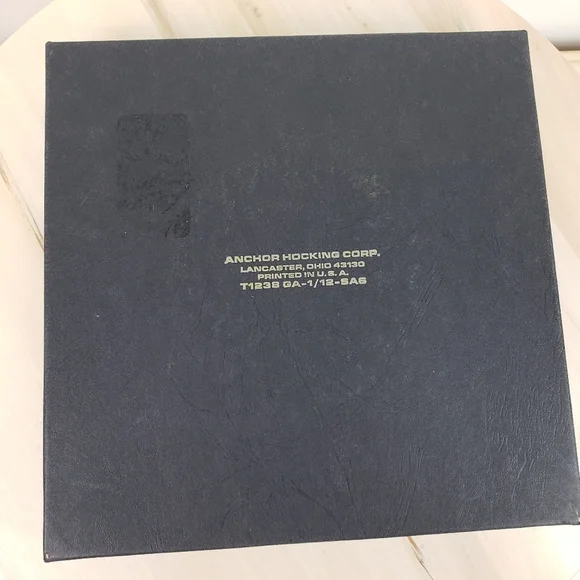 ANCHOR HOCKING CORP.
LANCASTER, OHIO 43130
PRINTED IN U. S. A.
T1238 GA-1/12-SA6